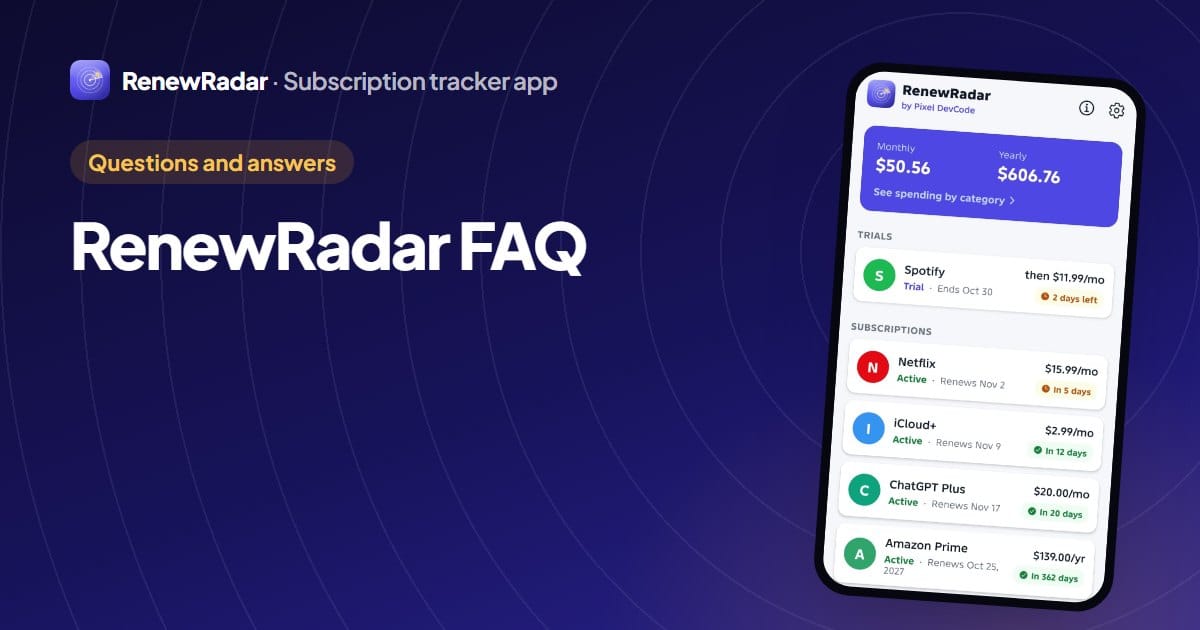 RenewRadar · Subscription tracker app
Questions and answers
RenewRadar FAQ
RenewRadar
by Pixel DevCode
Monthly
$50.56
Yearly
$606.76
See spending by category >
TRIALS
S
Spotify
Trial · Ends Oct 30
then $11.99/mo
2 days left
SUBSCRIPTIONS
N
Netflix
Active · Renews Nov 2
$15.99/mo
In 5 days
I
iCloud+
Active · Renews Nov 9
$2.99/mo
In 12 days
C
ChatGPT Plus
Active · Renews Nov 17
$20.00/mo
In 20 days
A
Amazon Prime
Active · Renews Oct 25,
2027
$139.00/yr
In 362 days